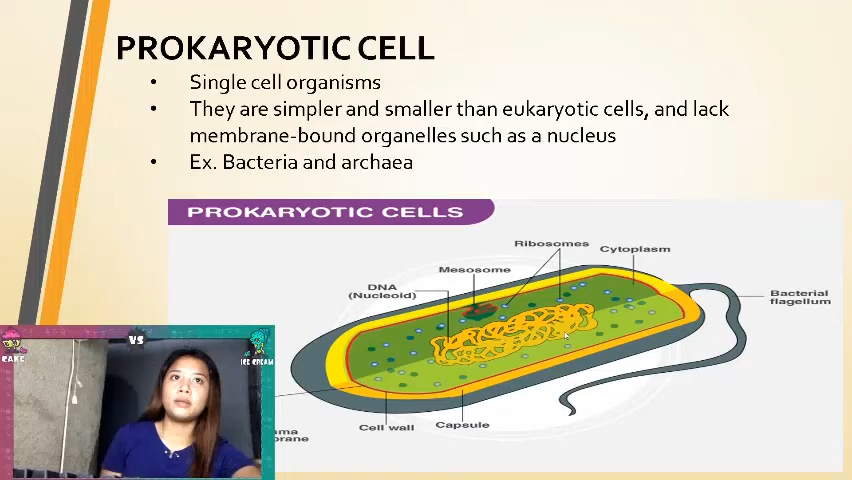 PROKARYOTIC CELL
• Single cell organisms
• They are simpler and smaller than eukaryotic cells, and lack
membrane-bound organelles such as a nucleus
• Ex. Bacteria and archaea
PROKARYOTIC CELLS
Ribosomes
Cytoplasm
Mesosome
DNA
(Nucleoid)
Bacterial
flagellum
VS
CAKE
ICE CREAM
Cell wall
Capsule